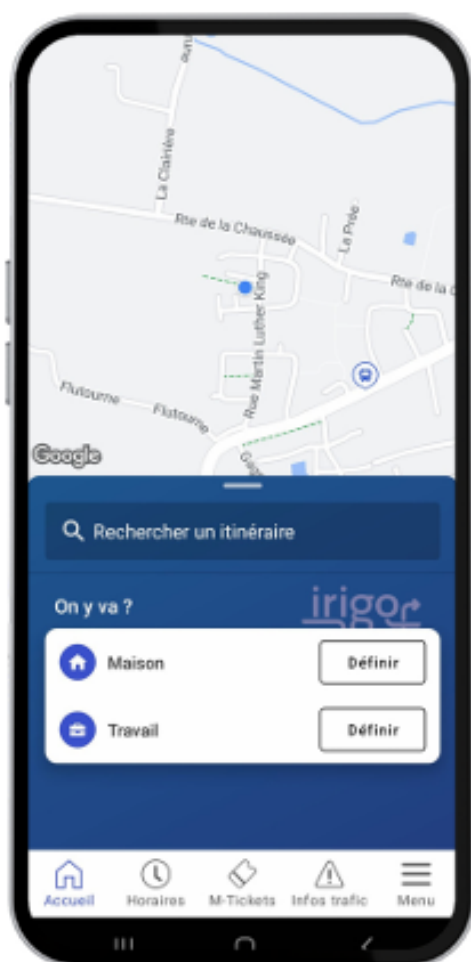 La Clairière
Rte de la Chaussée
La Prée
Rte de la C
Rue Martin Luther King
Flutourne
Flutourne
Google
Rechercher un itinéraire
On y va ?
irigo
Maison
Définir
Travail
Définir
Accueil
Horaires
M-Tickets
Infos trafic
Menu